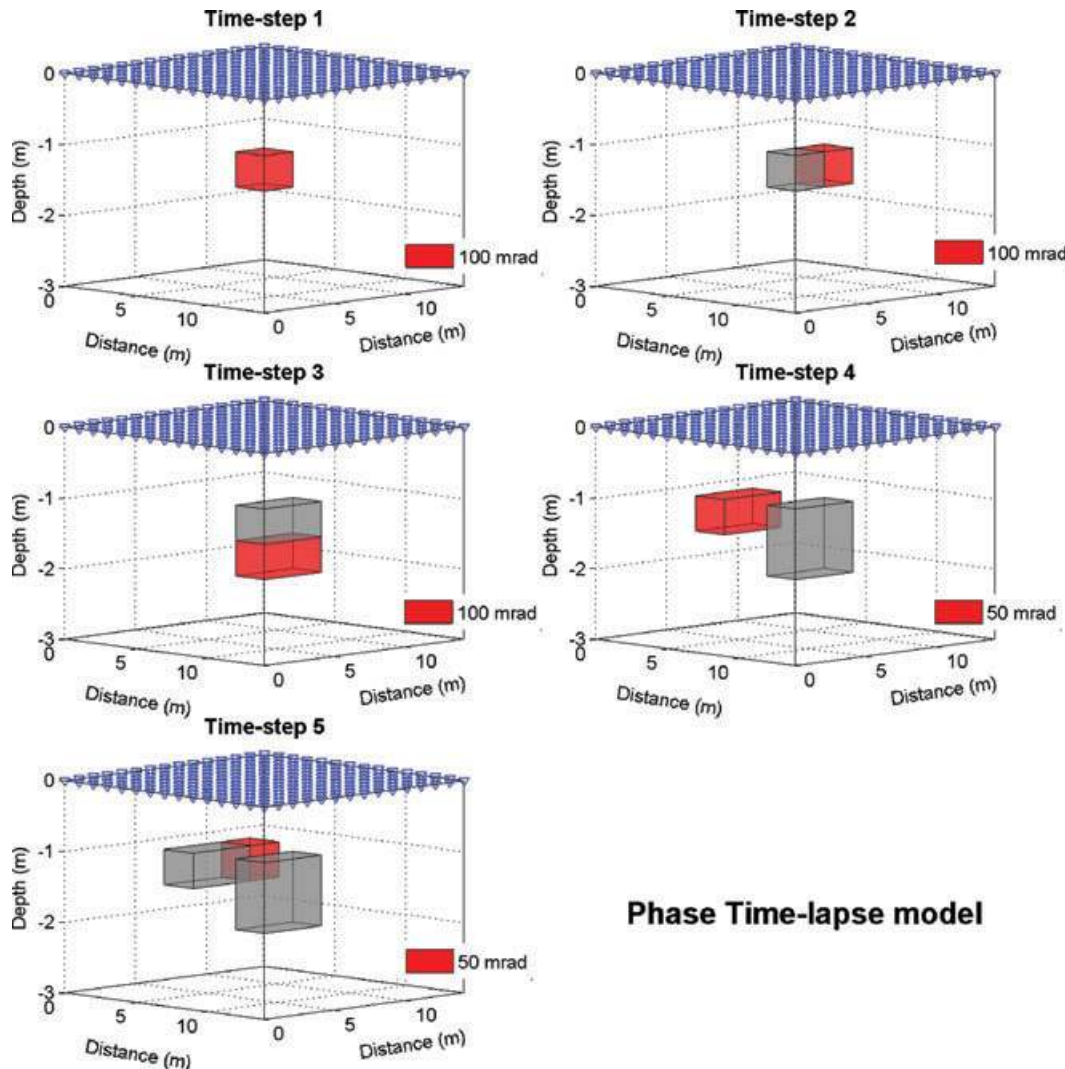 Time-step 1
0
-1
-2
-3
Depth (m)
0
5
10
Distance (m)
0
5
10
Distance (m)
100 mrad
Time-step 2
0
-1
-2
-3
Depth (m)
0
5
10
Distance (m)
0
5
10
Distance (m)
100 mrad
Time-step 3
0
-1
-2
-3
Depth (m)
0
5
10
Distance (m)
0
5
10
Distance (m)
100 mrad
Time-step 4
0
-1
-2
-3
Depth (m)
0
5
10
Distance (m)
0
5
10
Distance (m)
50 mrad
Time-step 5
0
-1
-2
-3
Depth (m)
0
5
10
Distance (m)
0
5
10
Distance (m)
50 mrad
Phase Time-lapse model